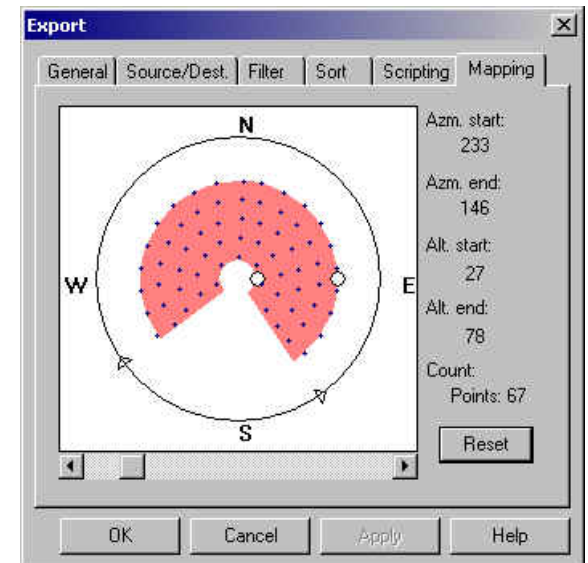 Export
General Source/Dest. Filter Sort Scripting Mapping
N
W
E
S
Azm. start:
233
Azm. end:
146
Alt. start:
27
Alt. end:
78
Count:
Points: 67
Reset
OK Cancel Apply Help